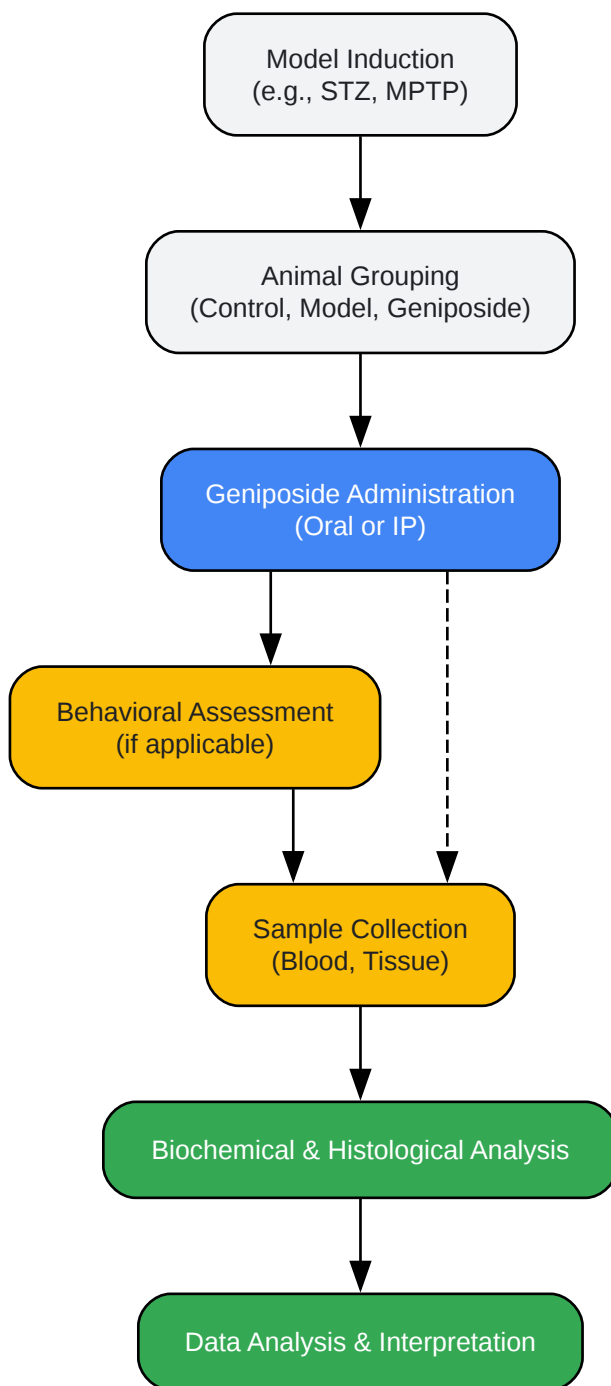 Model Induction
(e.g., STZ, MPTP)
Animal Grouping
(Control, Model, Geniposide)
Geniposide Administration
(Oral or IP)
Behavioral Assessment
(if applicable)
Sample Collection
(Blood, Tissue)
Biochemical & Histological Analysis
Data Analysis & Interpretation